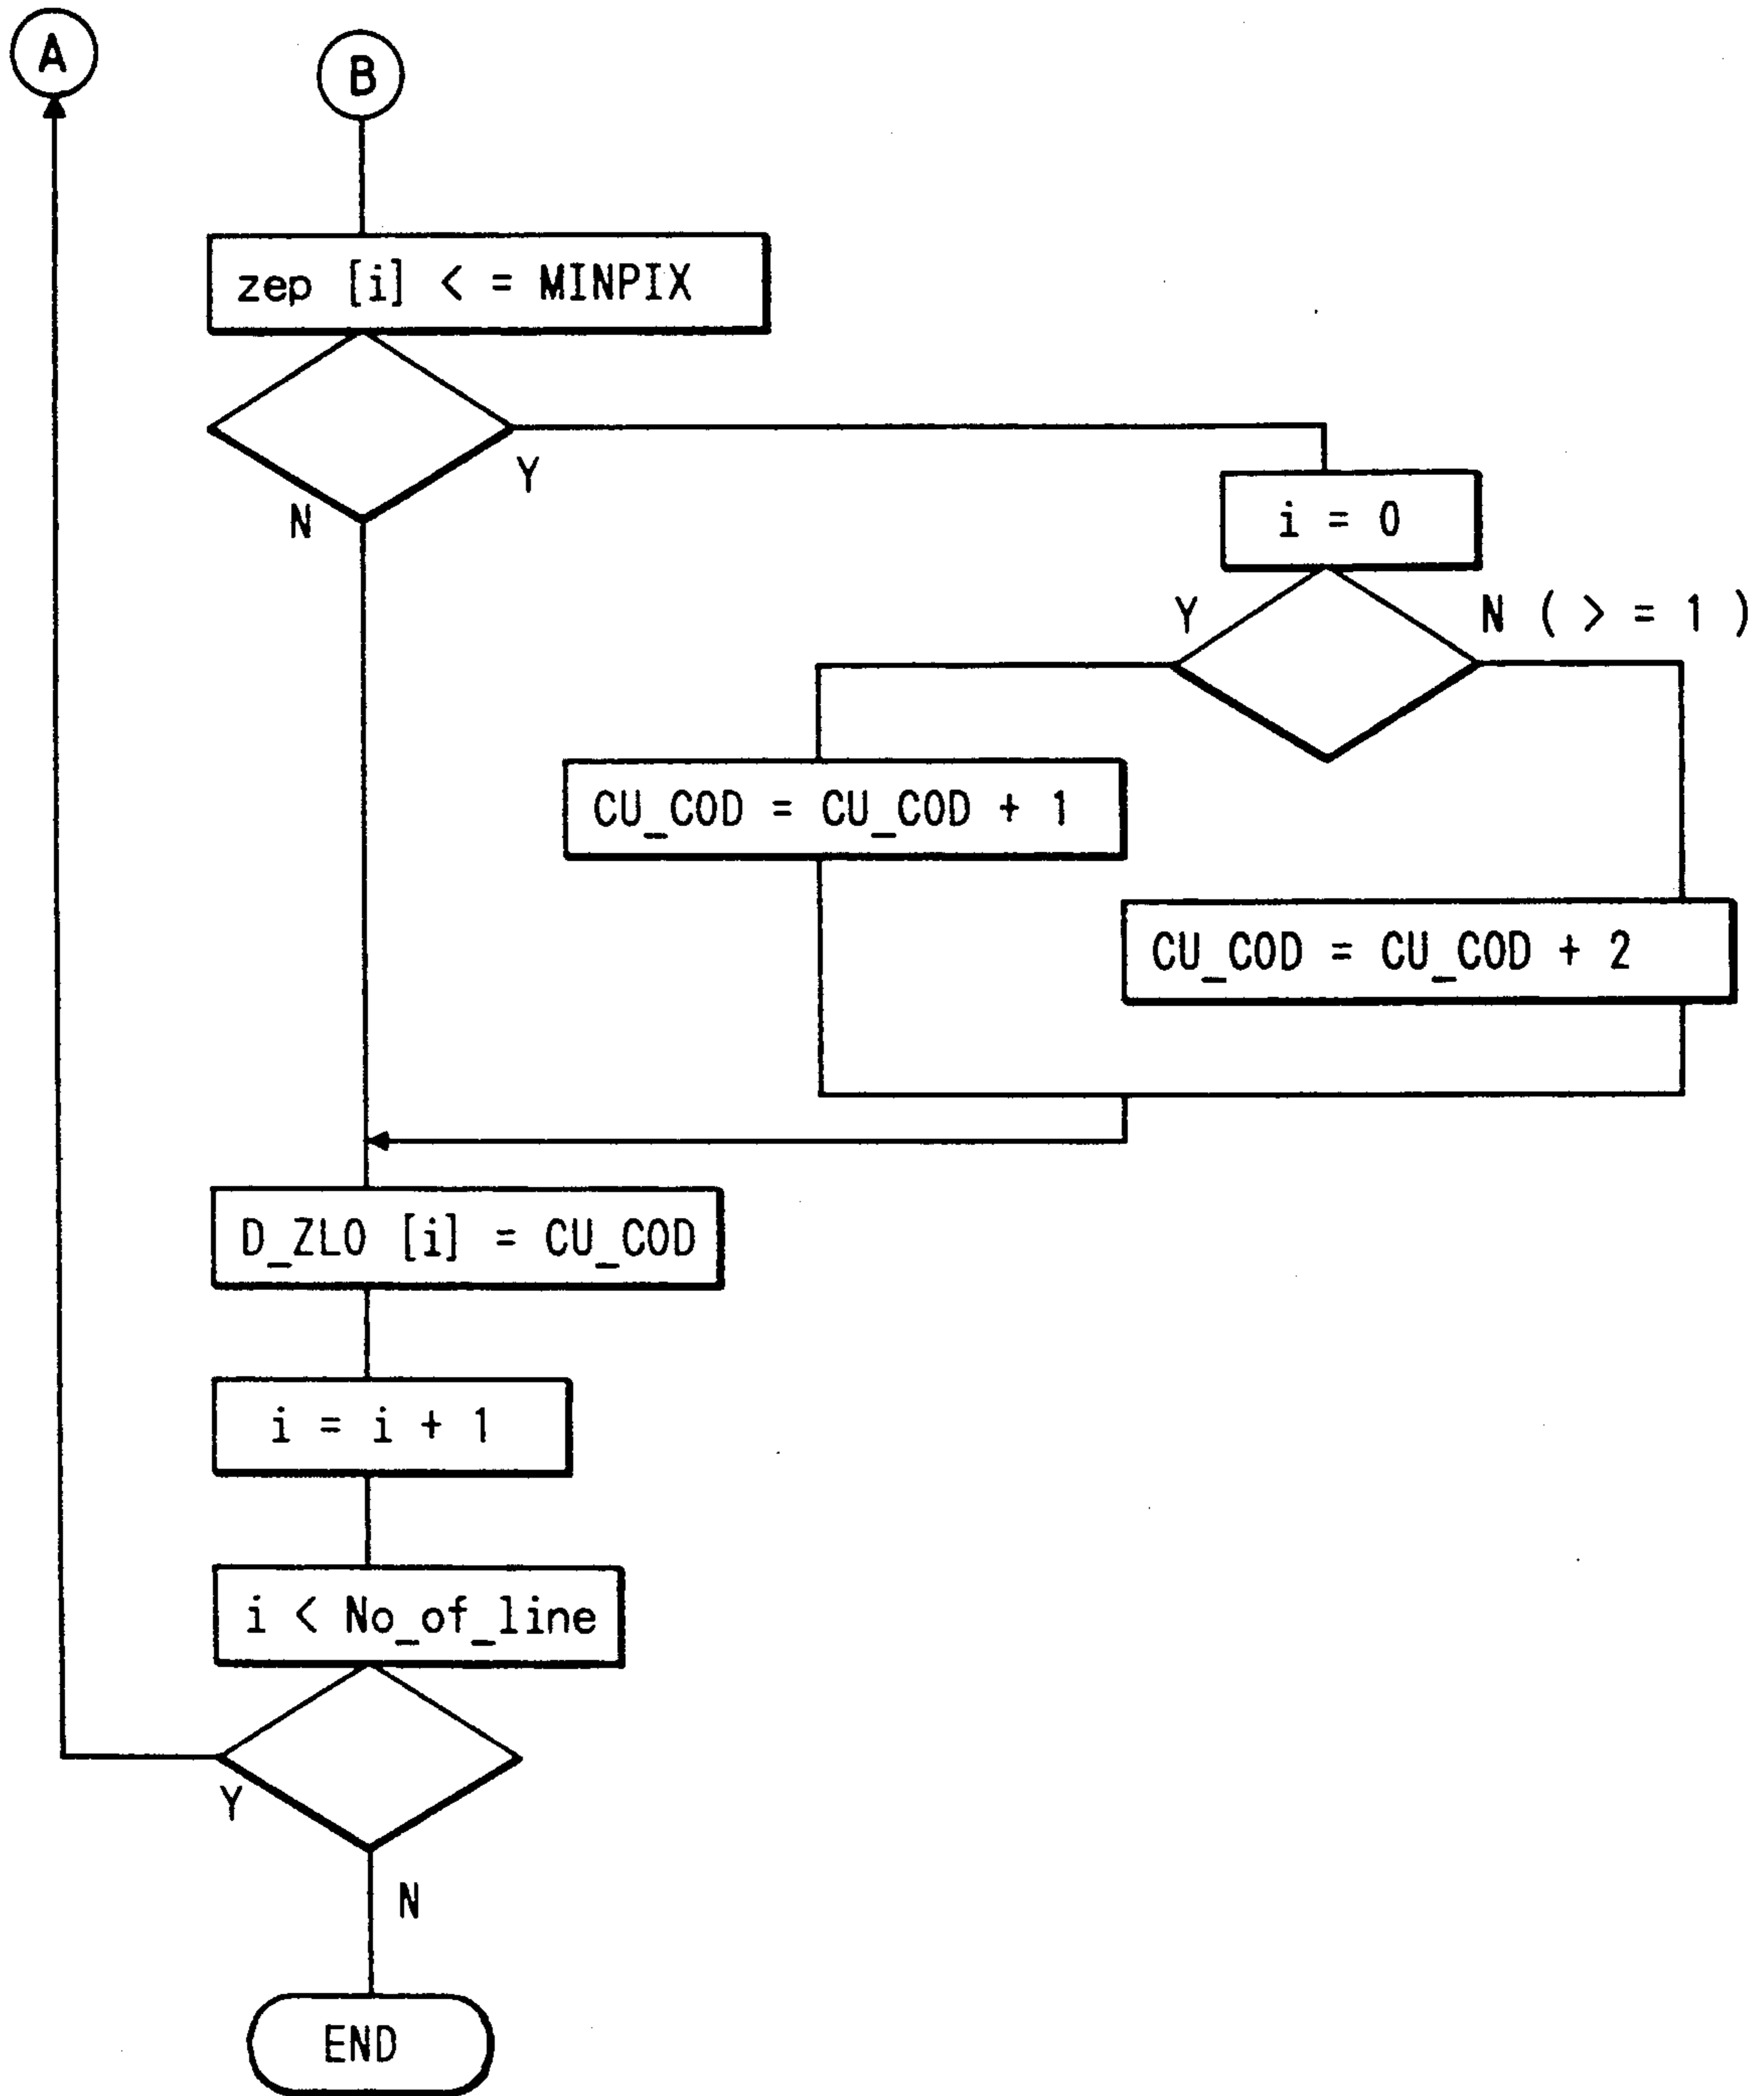 A
B
zep [i] < = MINPIX
Y
N
i = 0
Y
N ( > = 1 )
CU_COD = CU_COD + 1
CU_COD = CU_COD + 2
D_ZLO [i] = CU_COD
i = i + 1
i < No_of_line
Y
N
END